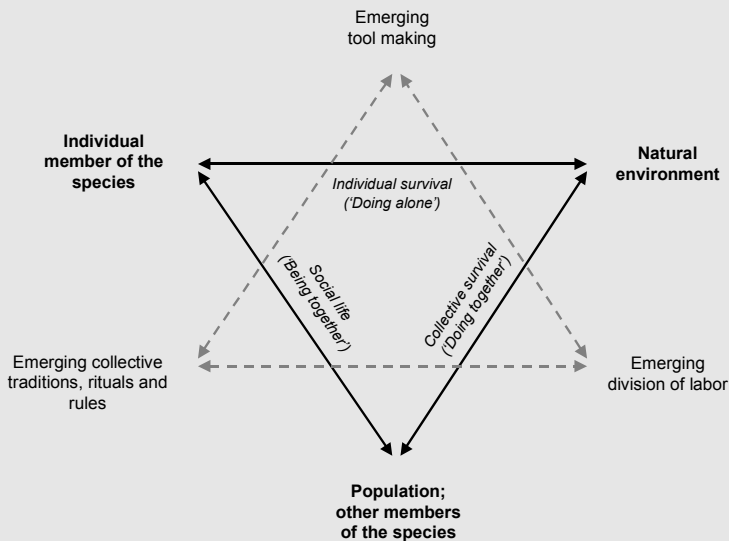 Emerging
tool making
Individual
member of the
species
Natural
environment
Individual survival
(‘Doing alone’)
Social life
(‘Being together’)
Collective survival
(‘Doing together’)
Emerging collective
traditions, rituals and
rules
Emerging
division of labor
Population;
other members
of the species